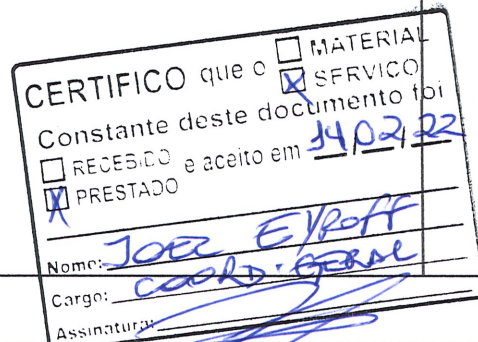 CERTIFICO que o ☐ MATERIAL
☒ SERVICO
Constante deste documento foi
☐ RECEBIDO e aceito em 14/02/22
☒ PRESTADO
Nome: JOEL EYROFF
Cargo: COORD. GERAL
Assinatura: